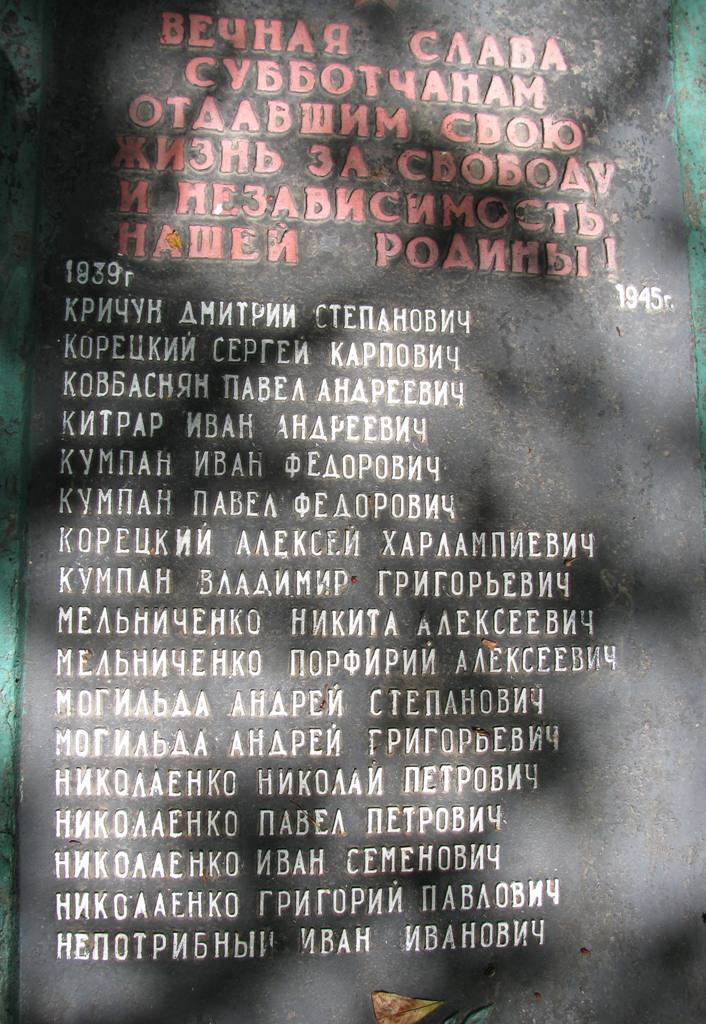 ВЕЧНАЯ СЛАВА
СУББОТЧАНАМ
ОТДАВШИМ СВОЮ
ЖИЗНЬ ЗА СВОБОДУ
И НЕЗАВИСИМОСТЬ
НАШЕЙ РОДИНЫ!
1939г
1945г.
КРИЧУН ДМИТРИЙ СТЕПАНОВИЧ
КОРЕЦКИЙ СЕРГЕЙ КАРПОВИЧ
КОВБАСНЯН ПАВЕЛ АНДРЕЕВИЧ
КИТРАР ИВАН АНДРЕЕВИЧ
КУМПАН ИВАН ФЕДОРОВИЧ
КУМПАН ПАВЕЛ ФЕДОРОВИЧ
КОРЕЦКИЙ АЛЕКСЕЙ ХАРЛАМПИЕВИЧ
КУМПАН ВЛАДИМИР ГРИГОРЬЕВИЧ
МЕЛЬНИЧЕНКО НИКИТА АЛЕКСЕЕВИЧ
МЕЛЬНИЧЕНКО ПОРФИРИЙ АЛЕКСЕЕВИЧ
МОГИЛЬДА АНДРЕЙ СТЕПАНОВИЧ
МОГИЛЬДА АНДРЕЙ ГРИГОРЬЕВИЧ
НИКОЛАЕНКО НИКОЛАЙ ПЕТРОВИЧ
НИКОЛАЕНКО ПАВЕЛ ПЕТРОВИЧ
НИКОЛАЕНКО ИВАН СЕМЕНОВИЧ
НИКОЛАЕНКО ГРИГОРИЙ ПАВЛОВИЧ
НЕПОТРИБНЫЙ ИВАН ИВАНОВИЧ